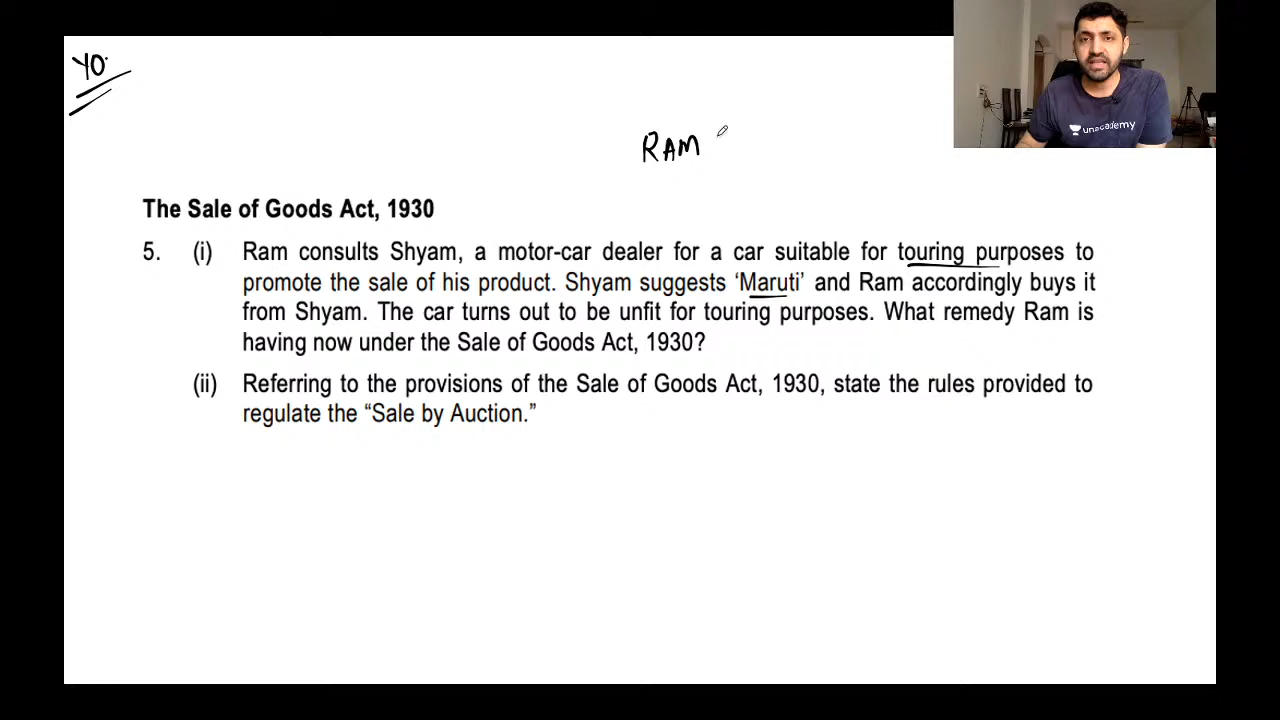 YO.
unacademy
RAM
The Sale of Goods Act, 1930
5. (i) Ram consults Shyam, a motor-car dealer for a car suitable for touring purposes to
promote the sale of his product. Shyam suggests ‘Maruti’ and Ram accordingly buys it
from Shyam. The car turns out to be unfit for touring purposes. What remedy Ram is
having now under the Sale of Goods Act, 1930?
(ii) Referring to the provisions of the Sale of Goods Act, 1930, state the rules provided to
regulate the “Sale by Auction.”